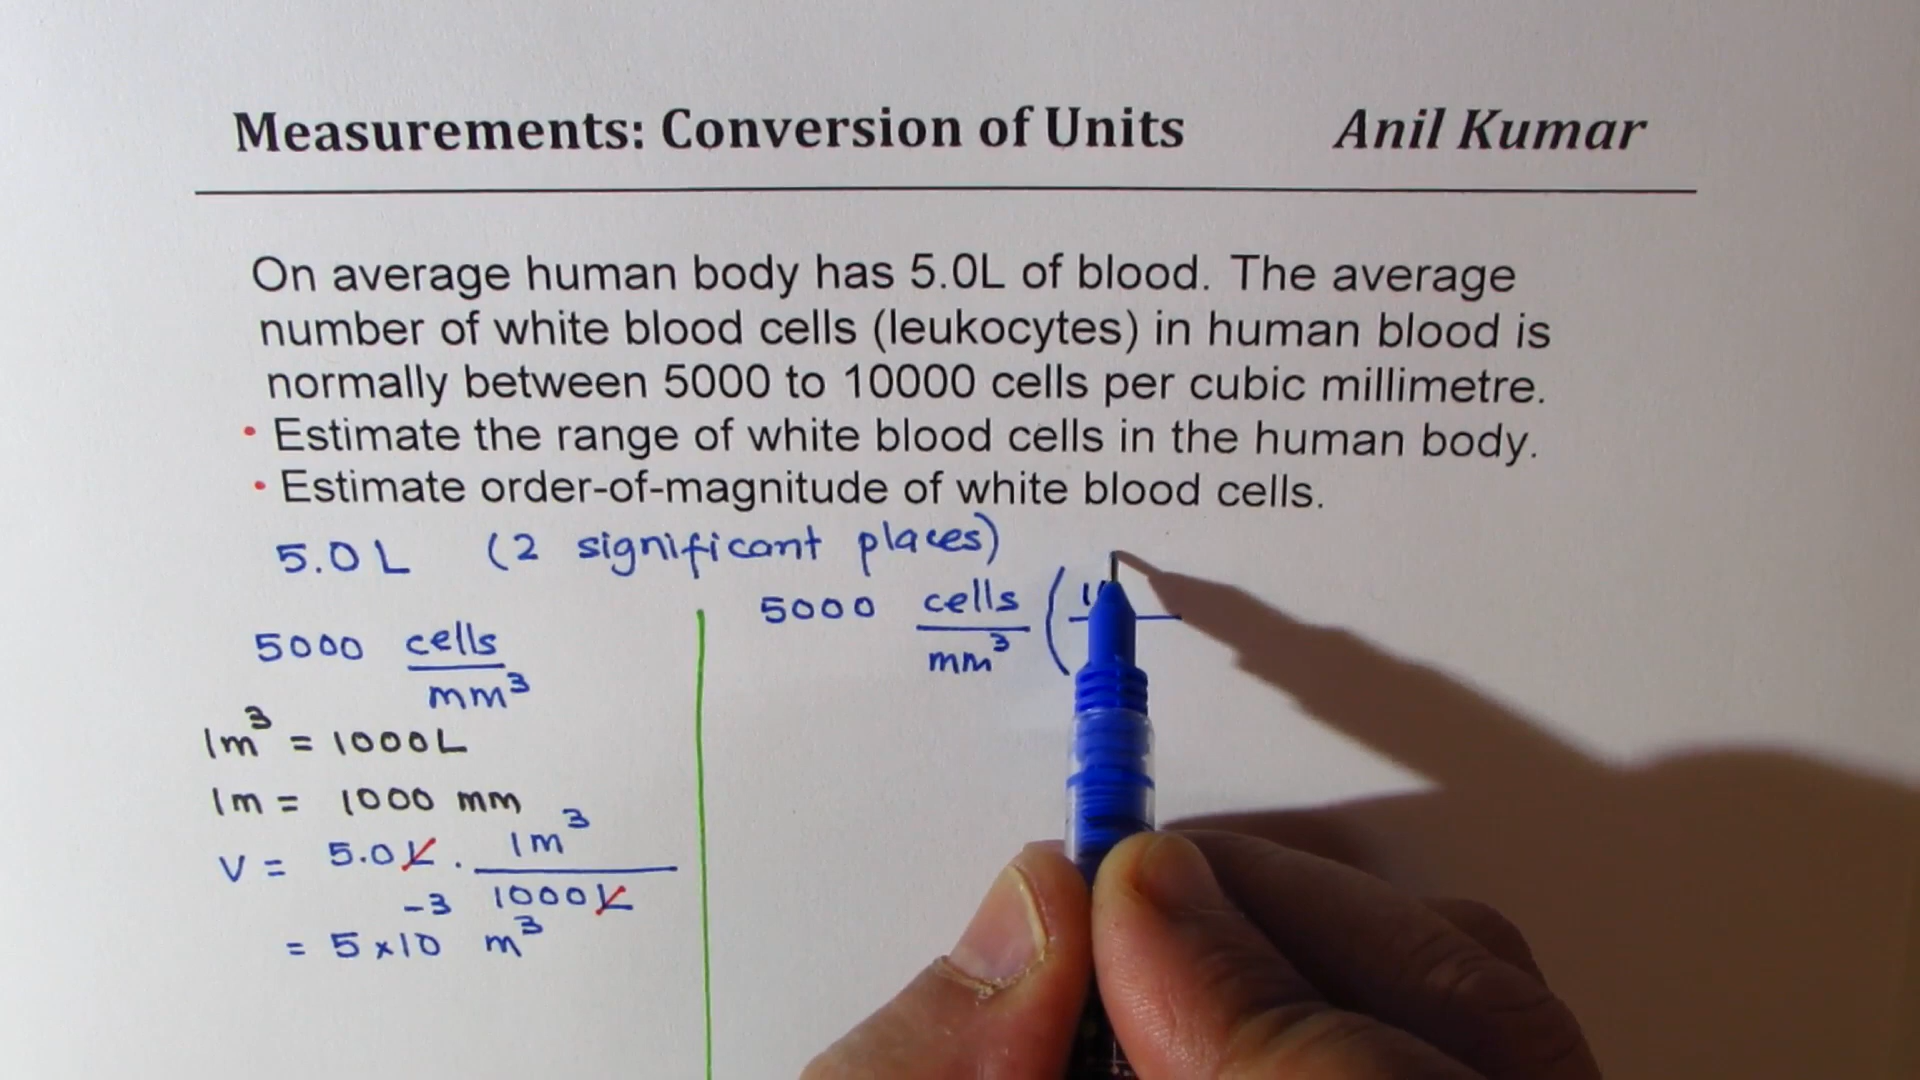 Measurements: Conversion of Units Anil Kumar
On average human body has 5.0L of blood. The average
number of white blood cells (leukocytes) in human blood is
normally between 5000 to 10000 cells per cubic millimetre.
• Estimate the range of white blood cells in the human body.
• Estimate order-of-magnitude of white blood cells.
5.0 L (2 significant places)
5000 cells
mm³
1m³ = 1000L
1m = 1000 mm
V = 5.0 L . 1m³
1000 L
= 5 × 10⁻³ m³
5000 cells (
mm³